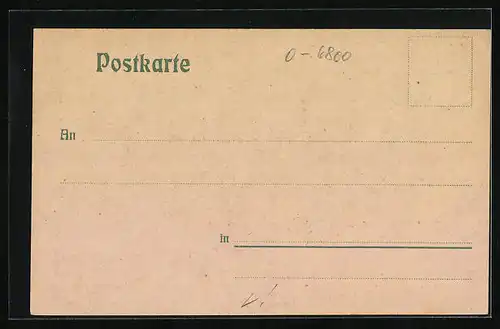 Postkarte
0-6800
An
in